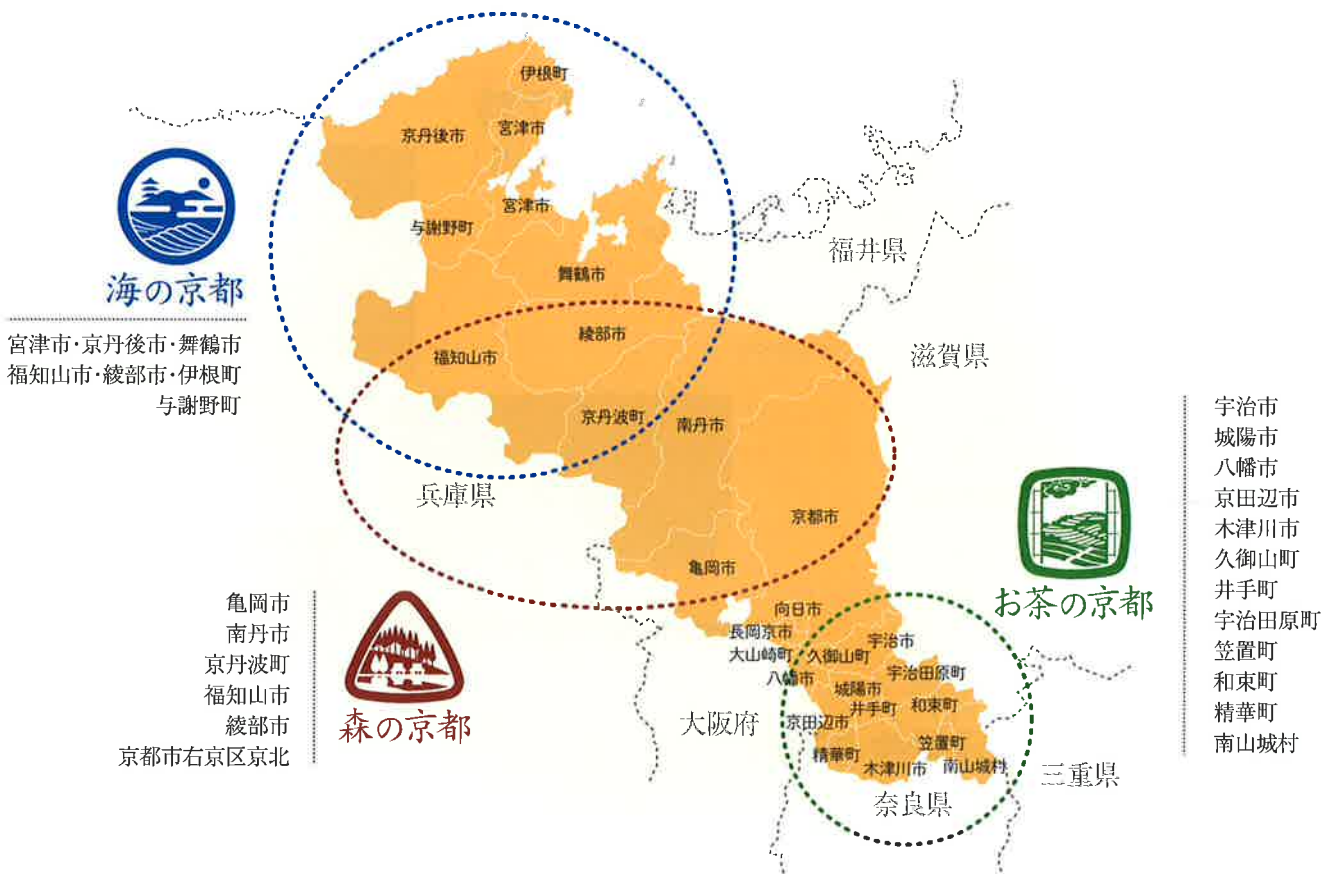 伊根町
京丹後市
宮津市
宮津市
与謝野町
舞鶴市
福井県
海の京都
宮津市・京丹後市・舞鶴市
福知山市・綾部市・伊根町
与謝野町
綾部市
福知山市
滋賀県
京丹波町
南丹市
兵庫県
京都市
亀岡市
亀岡市
南丹市
京丹波町
福知山市
綾部市
京都市右京区京北
森の京都
向日市
長岡京市
大山崎町
久御山町
宇治市
八幡市
宇治田原町
城陽市
井手町
和束町
大阪府
京田辺市
笠置町
精華町
木津川市
南山城村
三重県
奈良県
お茶の京都
宇治市
城陽市
八幡市
京田辺市
木津川市
久御山町
井手町
宇治田原町
笠置町
和束町
精華町
南山城村